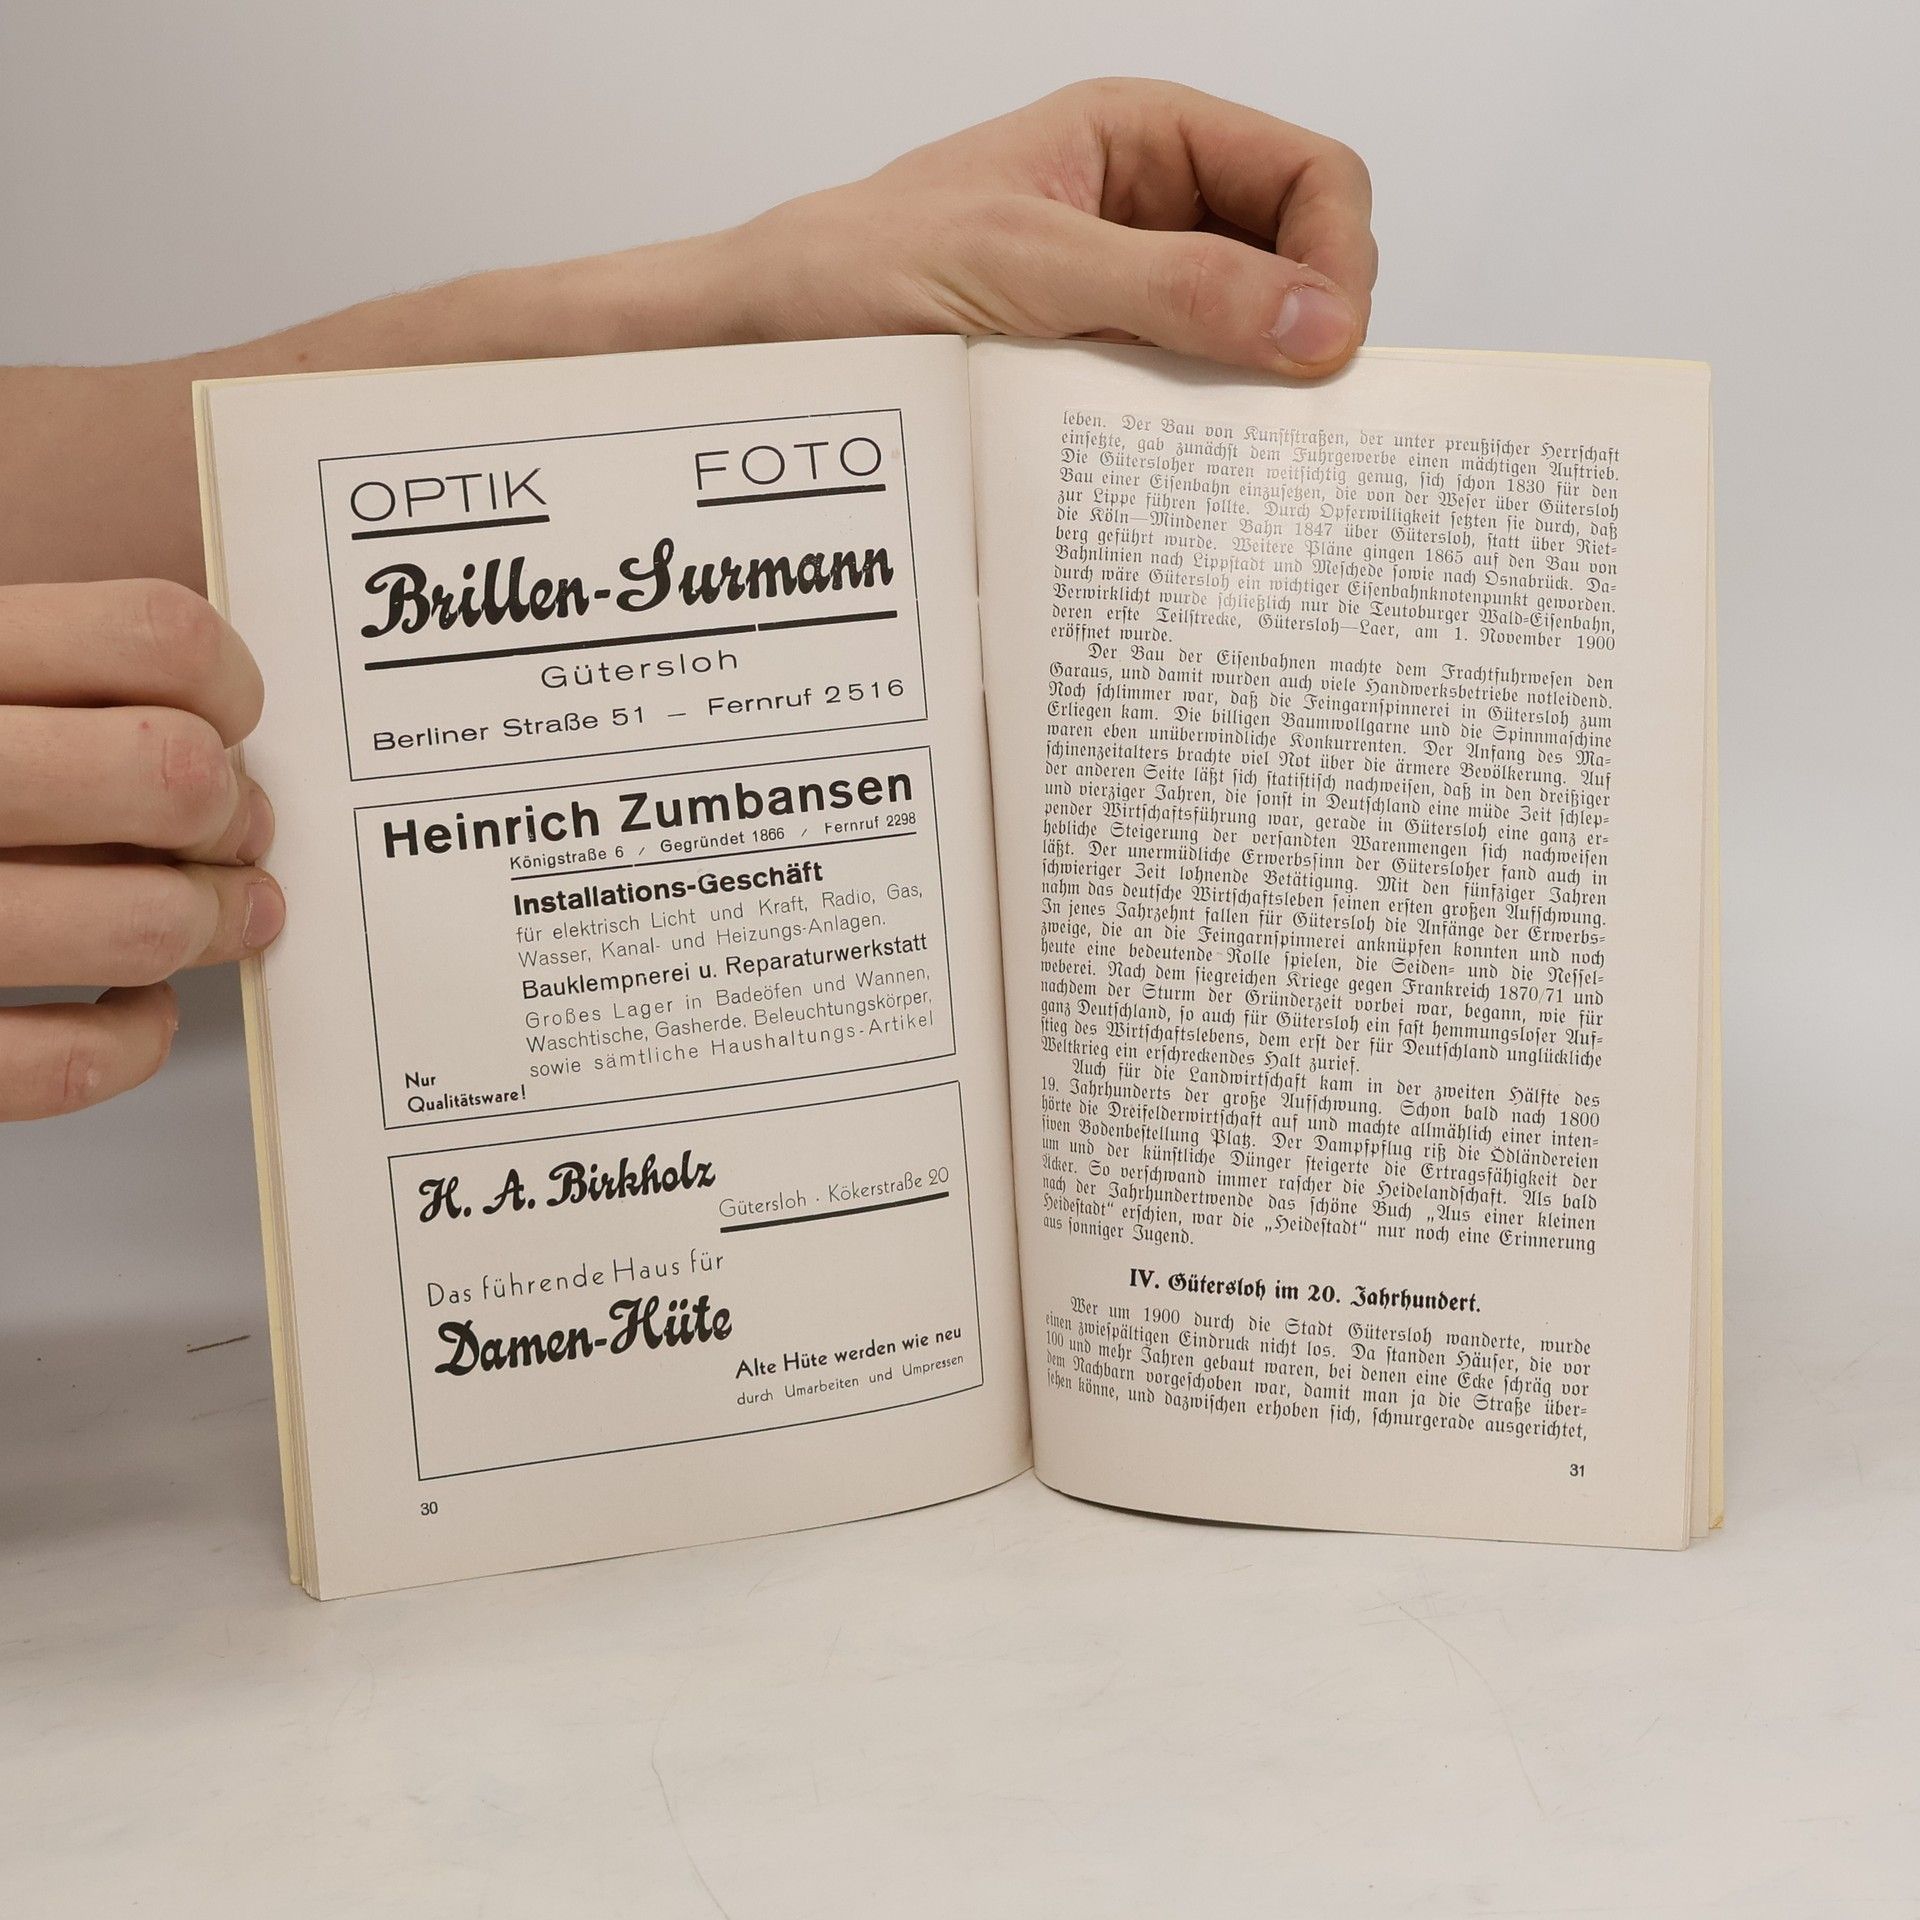 OPTIK FOTO
Brillen-Surmann
Gütersloh
Berliner Straße 51 — Fernruf 2516
Heinrich Zumbansen
Königstraße 6 / Gegründet 1866 / Fernruf 2298
Installations-Geschäft
für elektrisch Licht und Kraft, Radio, Gas,
Wasser, Kanal- und Heizungs-Anlagen.
Bauklempnerei u. Reparaturwerkstatt
Großes Lager in Badeöfen und Wannen,
Waschtische, Gasherde. Beleuchtungskörper,
sowie sämtliche Haushaltungs-Artikel
Nur
Qualitätsware!
H. A. Birkholz
Gütersloh · Kökerstraße 20
Das führende Haus für
Damen-Hüte
Alte Hüte werden wie neu
durch Umarbeiten und Umpressen
30
leben. Der Bau von Kunſtſtraßen, der unter preußiſcher Herrſchaft
einſetzte, gab zunächſt dem Fuhrgewerbe einen mächtigen Auftrieb.
Die Gütersloher waren weitſichtig genug, ſich ſchon 1830 für den
Bau einer Eiſenbahn einzuſetzen, die von der Weſer über Gütersloh
zur Lippe führen ſollte. Durch Opferwilligkeit ſetzten ſie durch, daß
die Köln—Mindener Bahn 1847 über Gütersloh, ſtatt über Riet-
berg geführt wurde. Weitere Pläne gingen 1865 auf den Bau von
Bahnlinien nach Lippſtadt und Meſchede ſowie nach Osnabrück. Da-
durch wäre Gütersloh ein wichtiger Eiſenbahnknotenpunkt geworden.
Verwirklicht wurde ſchließlich nur die Teutoburger Wald-Eiſenbahn,
deren erſte Teilſtrecke, Gütersloh—Laer, am 1. November 1900
eröffnet wurde.
Der Bau der Eiſenbahnen machte dem Frachtfuhrweſen den
Garaus, und damit wurden auch viele Handwerksbetriebe notleidend.
Noch ſchlimmer war, daß die Feingarnſpinnerei in Gütersloh zum
Erliegen kam. Die billigen Baumwollgarne und die Spinnmaſchine
waren eben unüberwindliche Konkurrenten. Der Anfang des Ma-
ſchinenzeitalters brachte viel Not über die ärmere Bevölkerung. Auf
der anderen Seite läßt ſich ſtatiſtiſch nachweiſen, daß in den dreißiger
und vierziger Jahren, die ſonſt in Deutſchland eine müde Zeit ſchlep-
pender Wirtſchaftsführung war, gerade in Gütersloh eine ganz er-
hebliche Steigerung der verſandten Warenmengen ſich nachweiſen
läßt. Der unermüdliche Erwerbsſinn der Gütersloher fand auch in
ſchwieriger Zeit lohnende Betätigung. Mit den fünfziger Jahren
nahm das deutſche Wirtſchaftsleben ſeinen erſten großen Aufſchwung.
In jenes Jahrzehnt fallen für Gütersloh die Anfänge der Erwerbs-
zweige, die an die Feingarnſpinnerei anknüpfen konnten und noch
heute eine bedeutende Rolle ſpielen, die Seiden- und die Neſſel-
weberei. Nach dem ſiegreichen Kriege gegen Frankreich 1870/71 und
nachdem der Sturm der Gründerzeit vorbei war, begann, wie für
ganz Deutſchland, ſo auch für Gütersloh ein faſt hemmungsloſer Auf-
ſtieg des Wirtſchaftslebens, dem erſt der für Deutſchland unglückliche
Weltkrieg ein erſchreckendes Halt zurief.
Auch für die Landwirtſchaft kam in der zweiten Hälfte des
19. Jahrhunderts der große Aufſchwung. Schon bald nach 1800
hörte die Dreifelderwirtſchaft auf und machte allmählich einer inten-
ſiven Bodenbeſtellung Platz. Der Dampfpflug riß die Ödländereien
um und der künſtliche Dünger ſteigerte die Ertragsfähigkeit der
Äcker. So verſchwand immer raſcher die Heidelandſchaft. Als bald
nach der Jahrhundertwende das ſchöne Buch „Aus einer kleinen
Heideſtadt“ erſchien, war die „Heideſtadt“ nur noch eine Erinnerung
aus ſonniger Jugend.
IV. Gütersloh im 20. Jahrhundert.
Wer um 1900 durch die Stadt Gütersloh wanderte, wurde
einen zwieſpältigen Eindruck nicht los. Da ſtanden Häuſer, die vor
100 und mehr Jahren gebaut waren, bei denen eine Ecke ſchräg vor
dem Nachbarn vorgeſchoben war, damit man ja die Straße über-
ſehen könne, und dazwiſchen erhoben ſich, ſchnurgerade ausgerichtet,
31